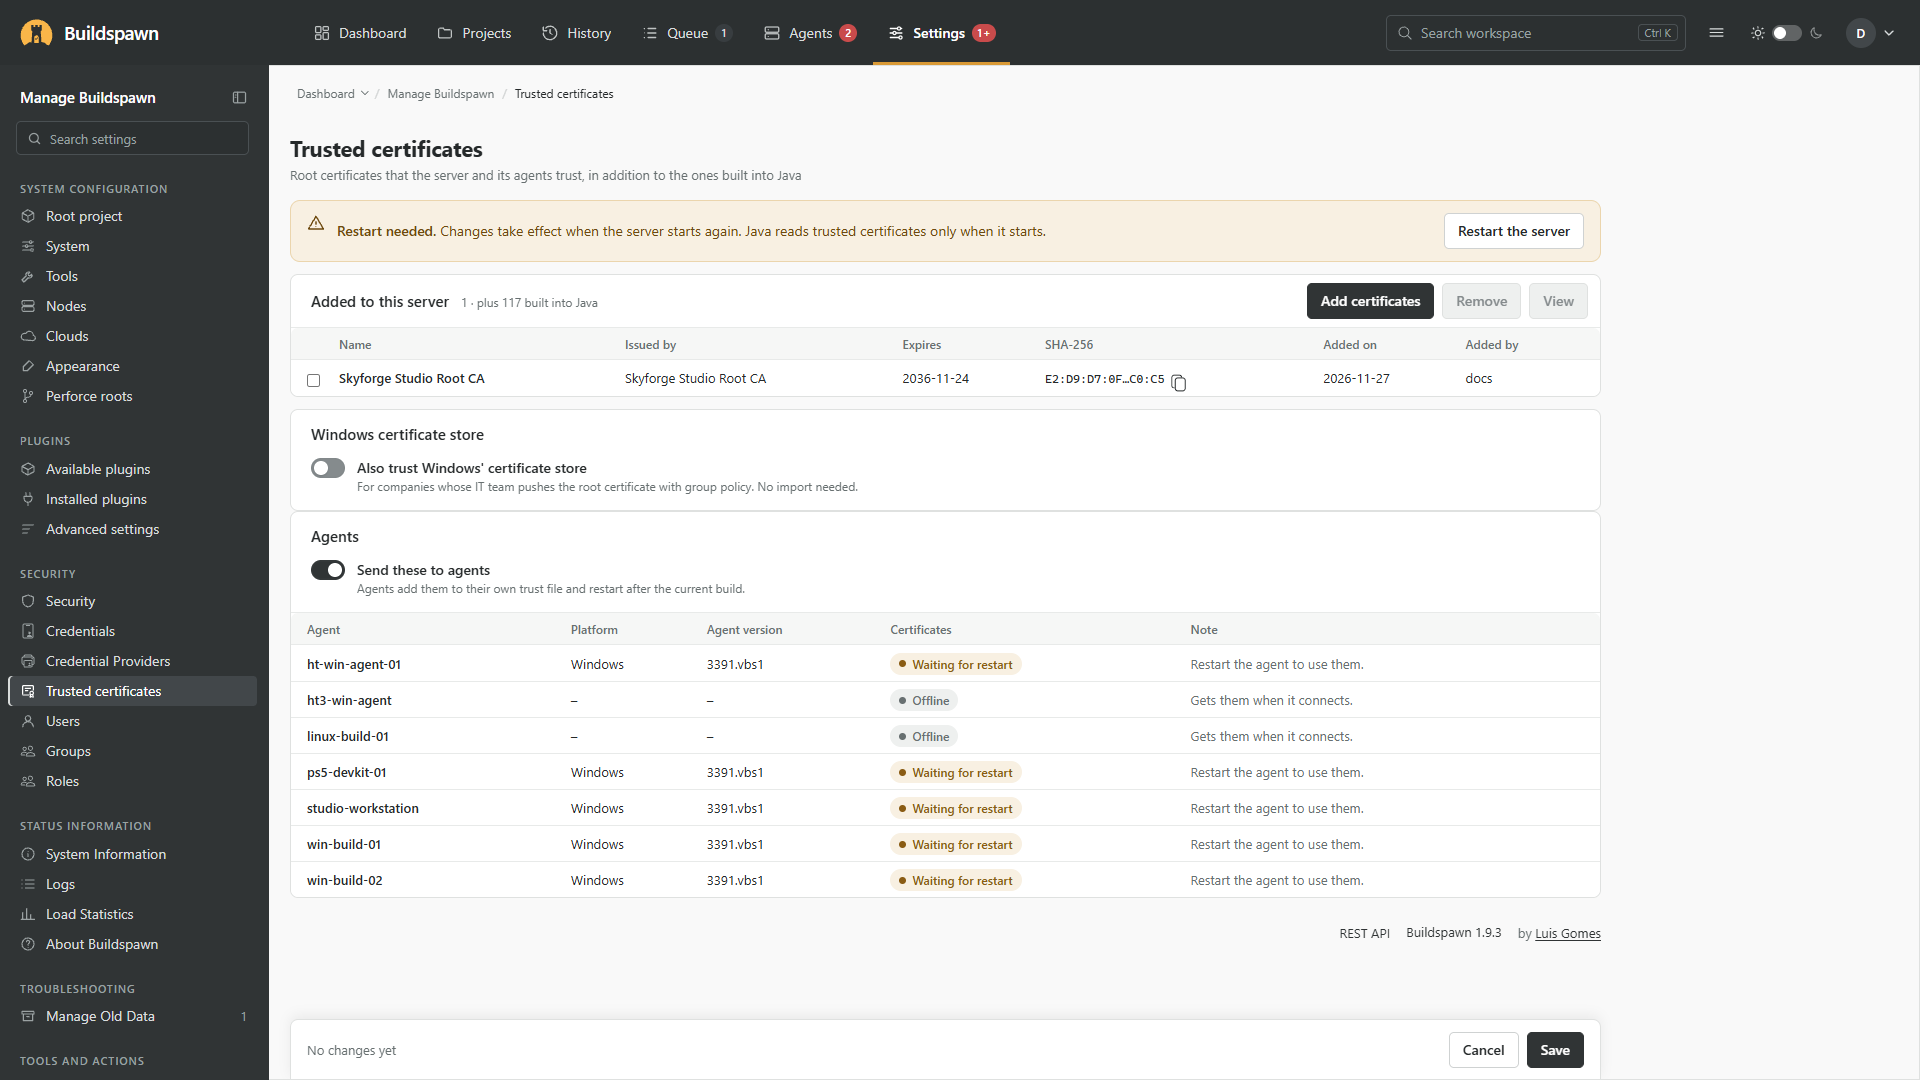 Buildspawn
Dashboard
Projects
History
Queue 1
Agents 2
Settings 1+
Search workspace Ctrl K
D
Manage Buildspawn
Search settings
SYSTEM CONFIGURATION
Root project
System
Tools
Nodes
Clouds
Appearance
Perforce roots
PLUGINS
Available plugins
Installed plugins
Advanced settings
SECURITY
Security
Credentials
Credential Providers
Trusted certificates
Users
Groups
Roles
STATUS INFORMATION
System Information
Logs
Load Statistics
About Buildspawn
TROUBLESHOOTING
Manage Old Data 1
TOOLS AND ACTIONS
Dashboard / Manage Buildspawn / Trusted certificates
Trusted certificates
Root certificates that the server and its agents trust, in addition to the ones built into Java
Restart needed. Changes take effect when the server starts again. Java reads trusted certificates only when it starts.
Restart the server
Added to this server 1 · plus 117 built into Java
Add certificates
Remove
View
Name Issued by Expires SHA-256 Added on Added by
Skyforge Studio Root CA Skyforge Studio Root CA 2036-11-24 E2:D9:D7:0F…C0:C5 2026-11-27 docs
Windows certificate store
Also trust Windows' certificate store
For companies whose IT team pushes the root certificate with group policy. No import needed.
Agents
Send these to agents
Agents add them to their own trust file and restart after the current build.
Agent Platform Agent version Certificates Note
ht-win-agent-01 Windows 3391.vbs1 Waiting for restart Restart the agent to use them.
ht3-win-agent – – Offline Gets them when it connects.
linux-build-01 – – Offline Gets them when it connects.
ps5-devkit-01 Windows 3391.vbs1 Waiting for restart Restart the agent to use them.
studio-workstation Windows 3391.vbs1 Waiting for restart Restart the agent to use them.
win-build-01 Windows 3391.vbs1 Waiting for restart Restart the agent to use them.
win-build-02 Windows 3391.vbs1 Waiting for restart Restart the agent to use them.
REST API Buildspawn 1.9.3 by Luis Gomes
No changes yet
Cancel
Save